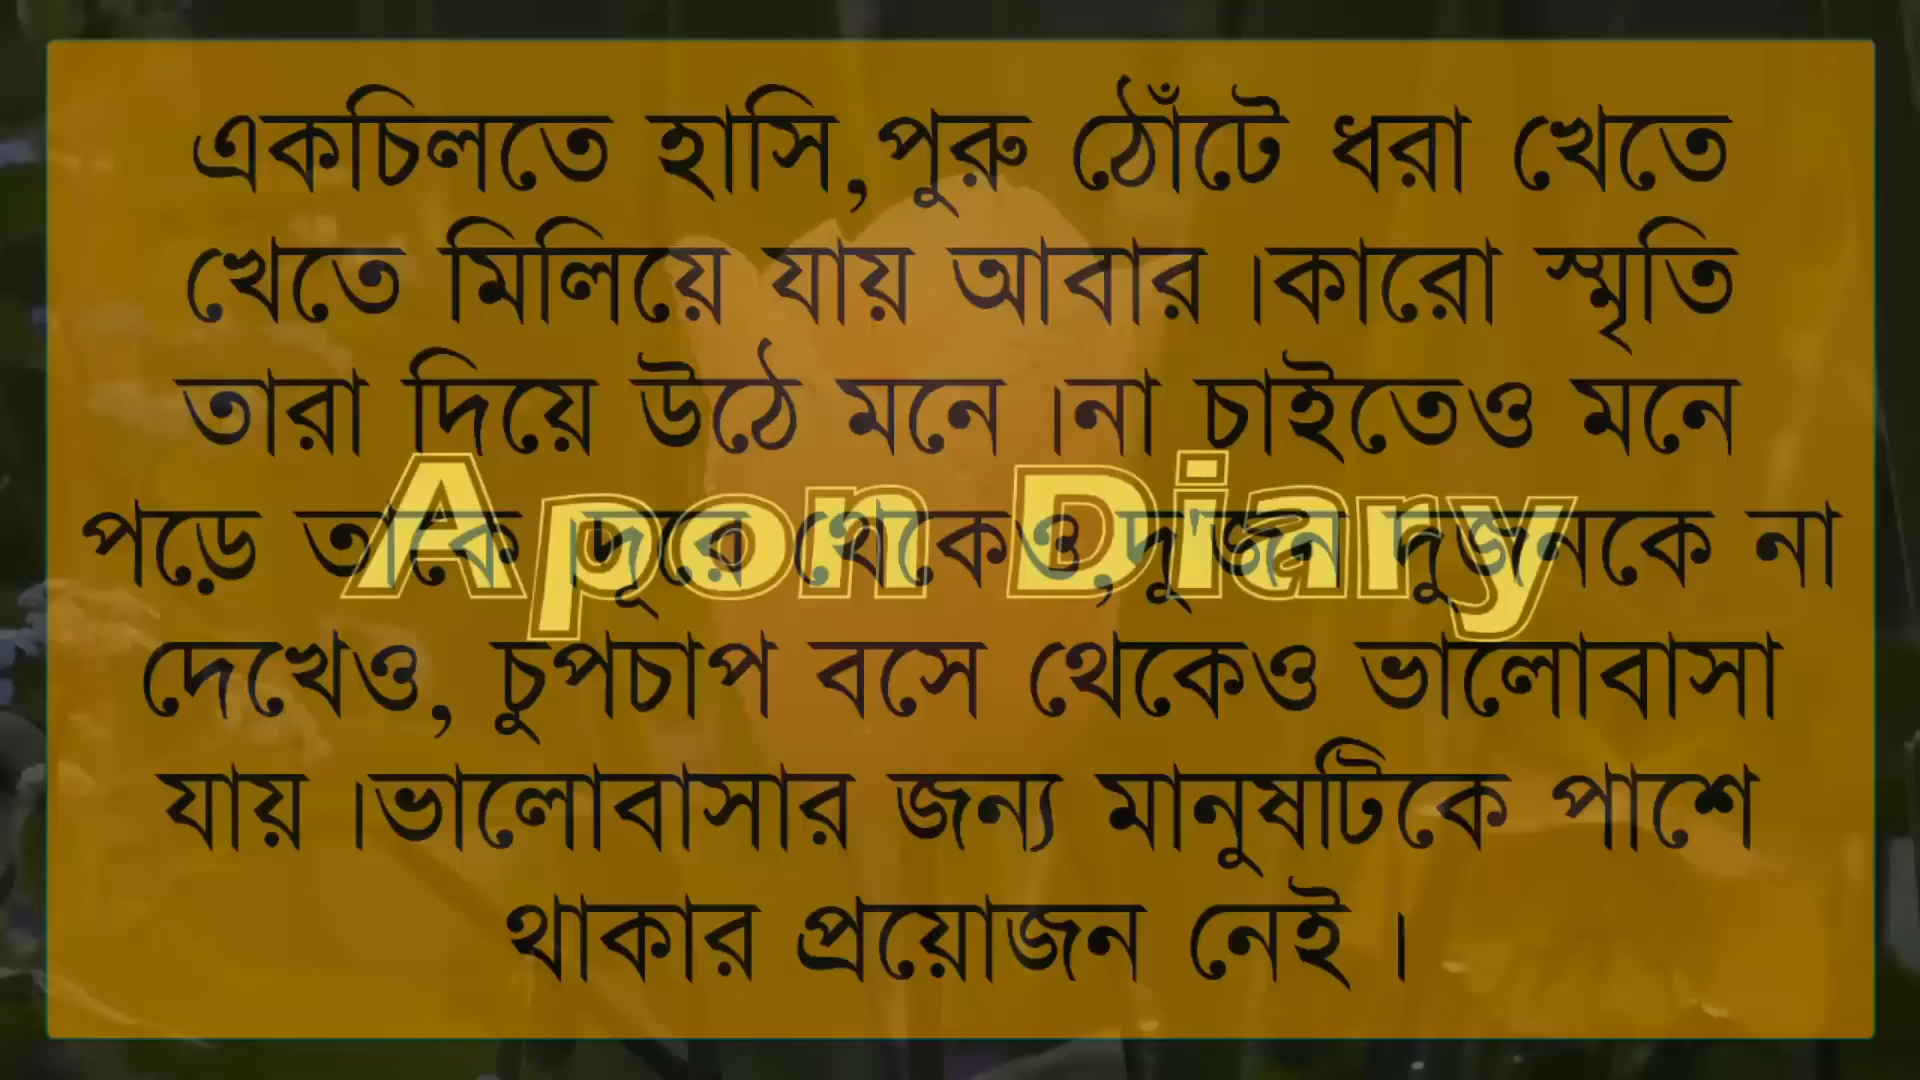 একচিলতে হাসি,পুরু ঠোঁটে ধরা খেতে
খেতে মিলিয়ে যায় আবার ।কারো স্মৃতি
তারা দিয়ে উঠে মনে ।না চাইতেও মনে
পড়ে তাকে ।দূরে থেকেও,দু'জন দুজনকে না
Apon Diary
দেখেও, চুপচাপ বসে থেকেও ভালোবাসা
যায় ।ভালোবাসার জন্য মানুষটিকে পাশে
থাকার প্রয়োজন নেই ।